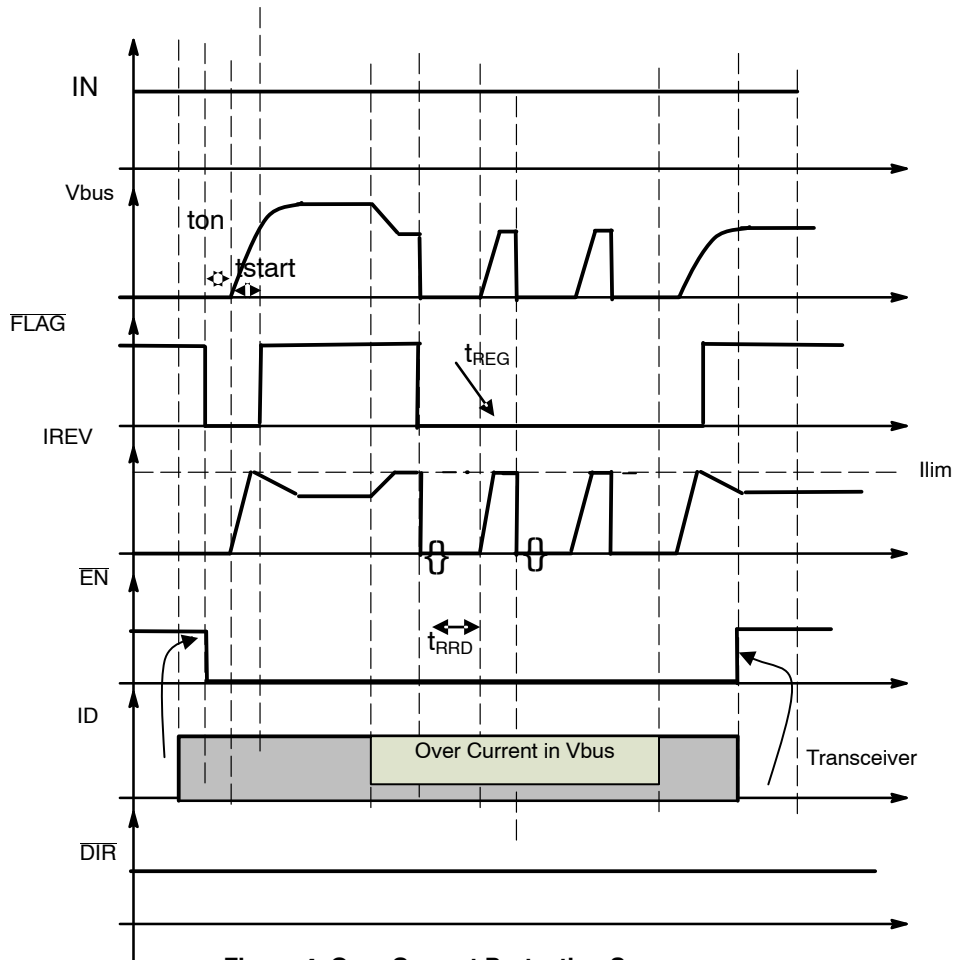 IN
Vbus
ton
tstart
FLAG
tREG
IREV
Ilim
EN
tRRD
ID
Over Current in Vbus
Transceiver
DIR